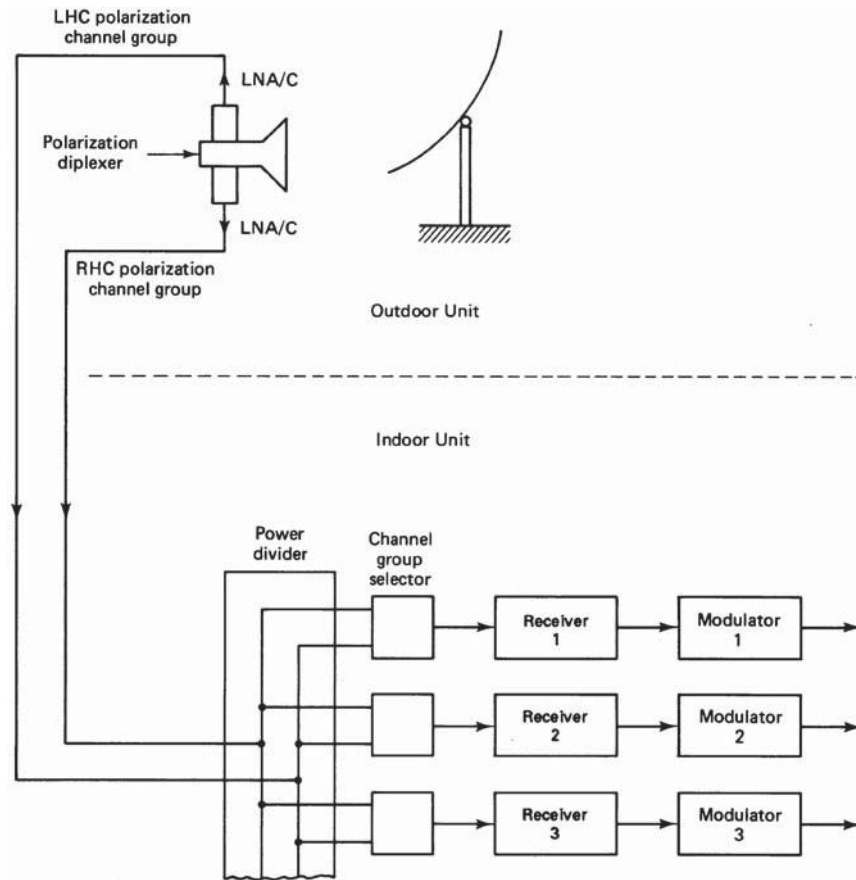 LHC polarization
channel group
LNA/C
Polarization
diplexer
LNA/C
RHC polarization
channel group
Outdoor Unit
Indoor Unit
Power
divider
Channel
group
selector
Receiver
1
Modulator
1
Receiver
2
Modulator
2
Receiver
3
Modulator
3